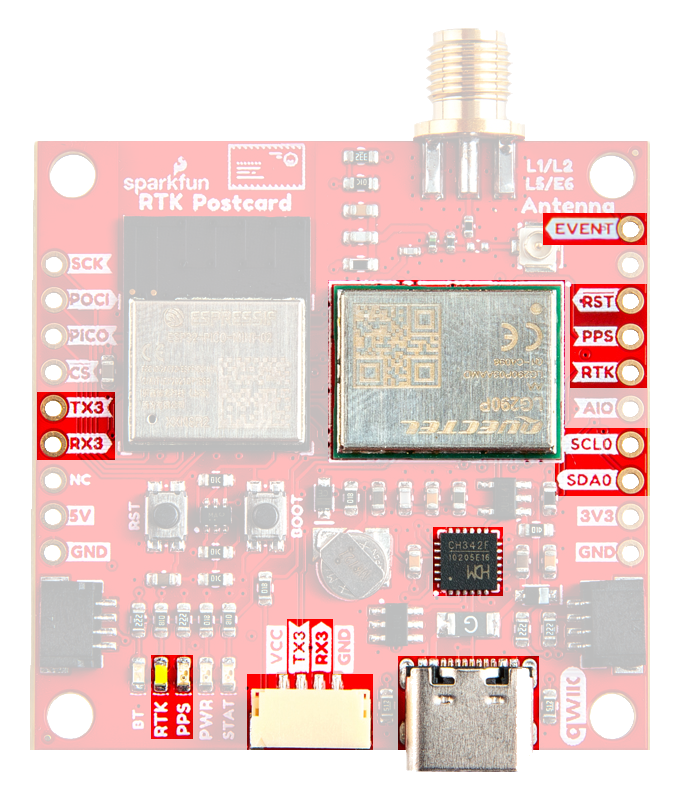 sparkfun
RTK Postcard
L1/L2
L5/E6
Antenna
EVENT
SCK
POCI
PICO
CS
TX3
RX3
NC
5V
GND
RST
PPS
RTK
AIO
SCL0
SDA0
3V3
GND
QUECTEL
LG290P
RST
BOOT
CH342F
VCC
TX3
RX3
GND
BT
RTK
PPS
PWR
STAT
qwiic